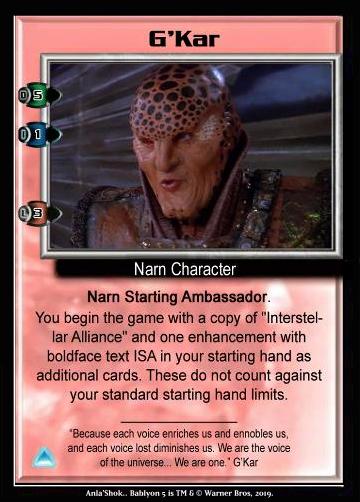 G'Kar
D 5
D 1
L 3
Narn Character
Narn Starting Ambassador.
You begin the game with a copy of "Interstel-
lar Alliance" and one enhancement with
boldface text ISA in your starting hand as
additional cards. These do not count against
your standard starting hand limits.
"Because each voice enriches us and ennobles us,
and each voice lost diminishes us. We are the voice
of the universe... We are one." G'Kar
Anla'Shok.. Bablyon 5 is TM & © Warner Bros, 2019.